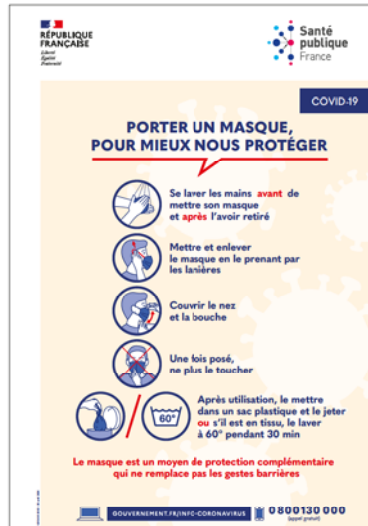 RÉPUBLIQUE
FRANÇAISE
Liberté
Égalité
Fraternité
Santé
publique
France
COVID-19
PORTER UN MASQUE,
POUR MIEUX NOUS PROTÉGER
Se laver les mains avant de
mettre son masque
et après l'avoir retiré
Mettre et enlever
le masque en le prenant par
les lanières
Couvrir le nez
et la bouche
Une fois posé,
ne plus le toucher
60°
Après utilisation, le mettre
dans un sac plastique et le jeter
ou s'il est en tissu, le laver
à 60° pendant 30 min
Le masque est un moyen de protection complémentaire
qui ne remplace pas les gestes barrières
GOUVERNEMENT.FR/INFO-CORONAVIRUS
0 800 130 000
(appel gratuit)